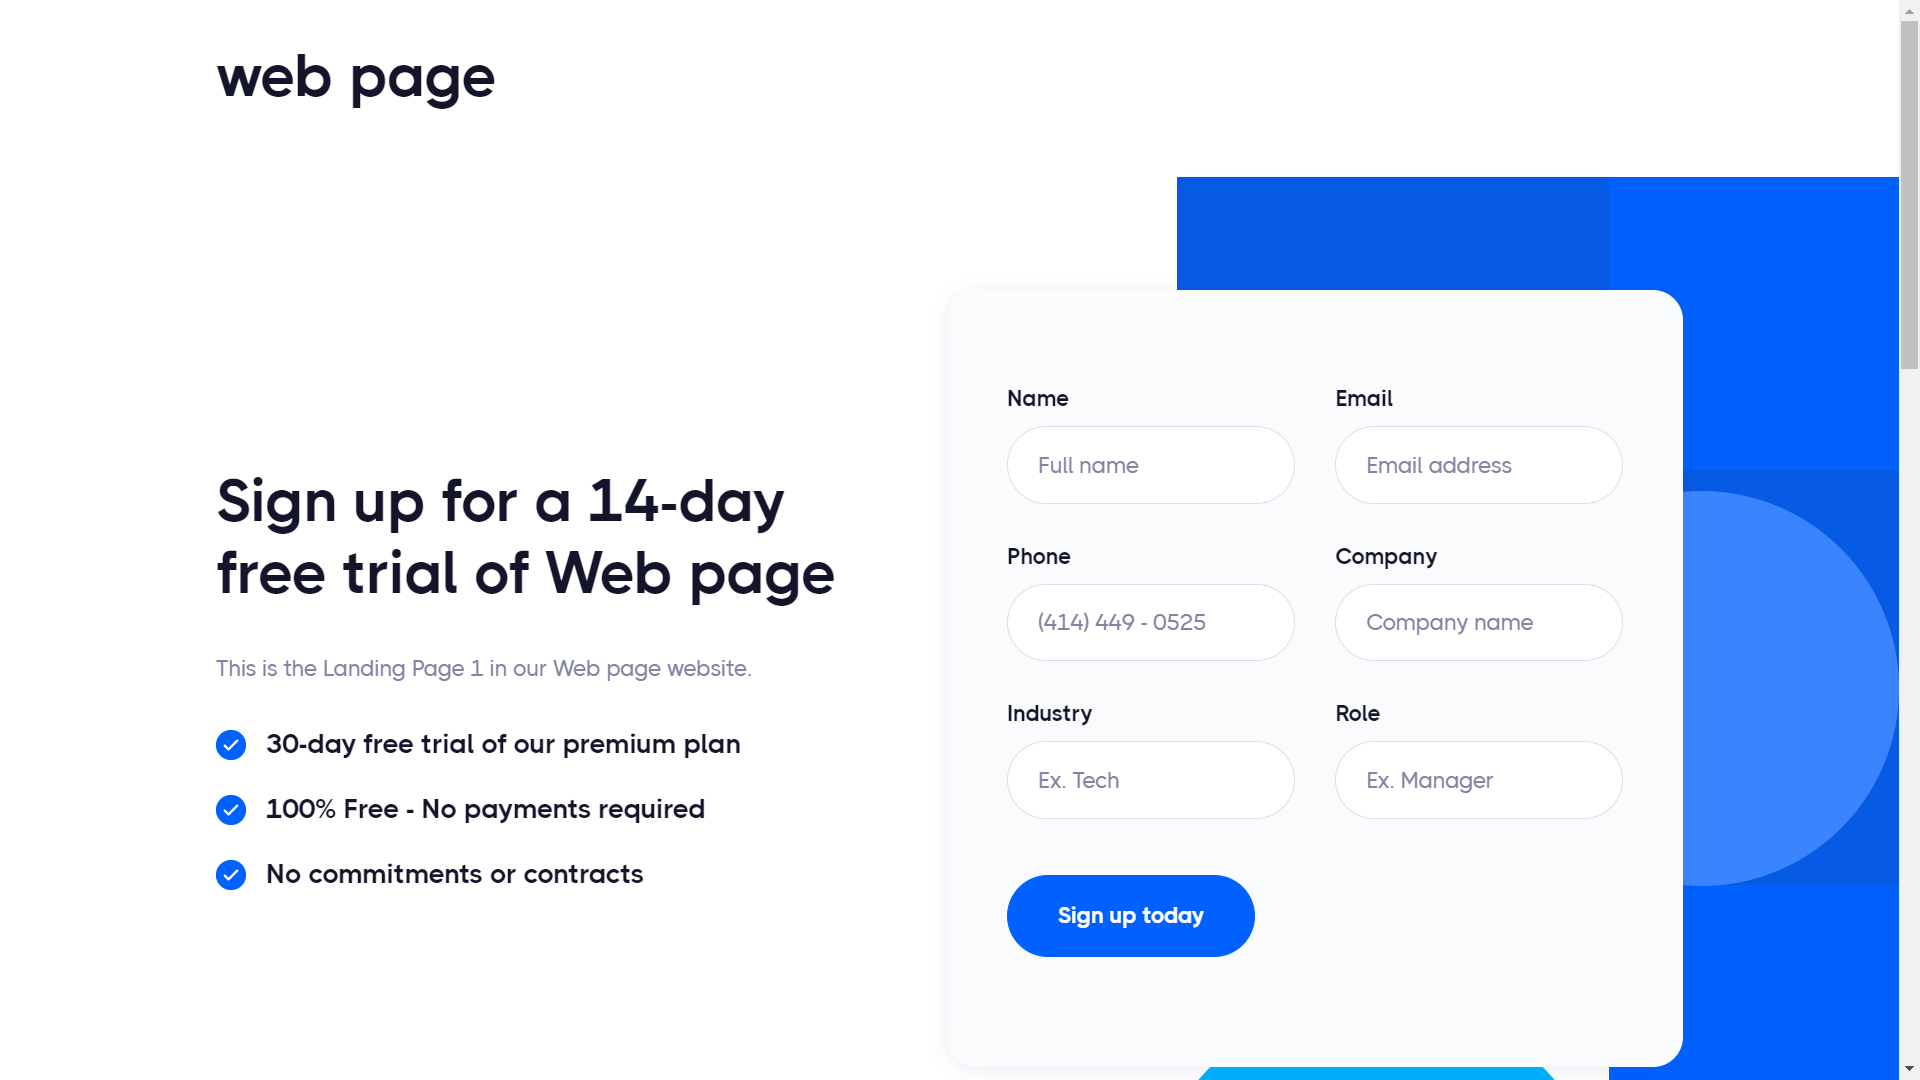 web page
Sign up for a 14-day
free trial of Web page
This is the Landing Page 1 in our Web page website.
30-day free trial of our premium plan
100% Free - No payments required
No commitments or contracts
Name
Email
Full name
Email address
Phone
Company
(414) 449 - 0525
Company name
Industry
Role
Ex. Tech
Ex. Manager
Sign up today